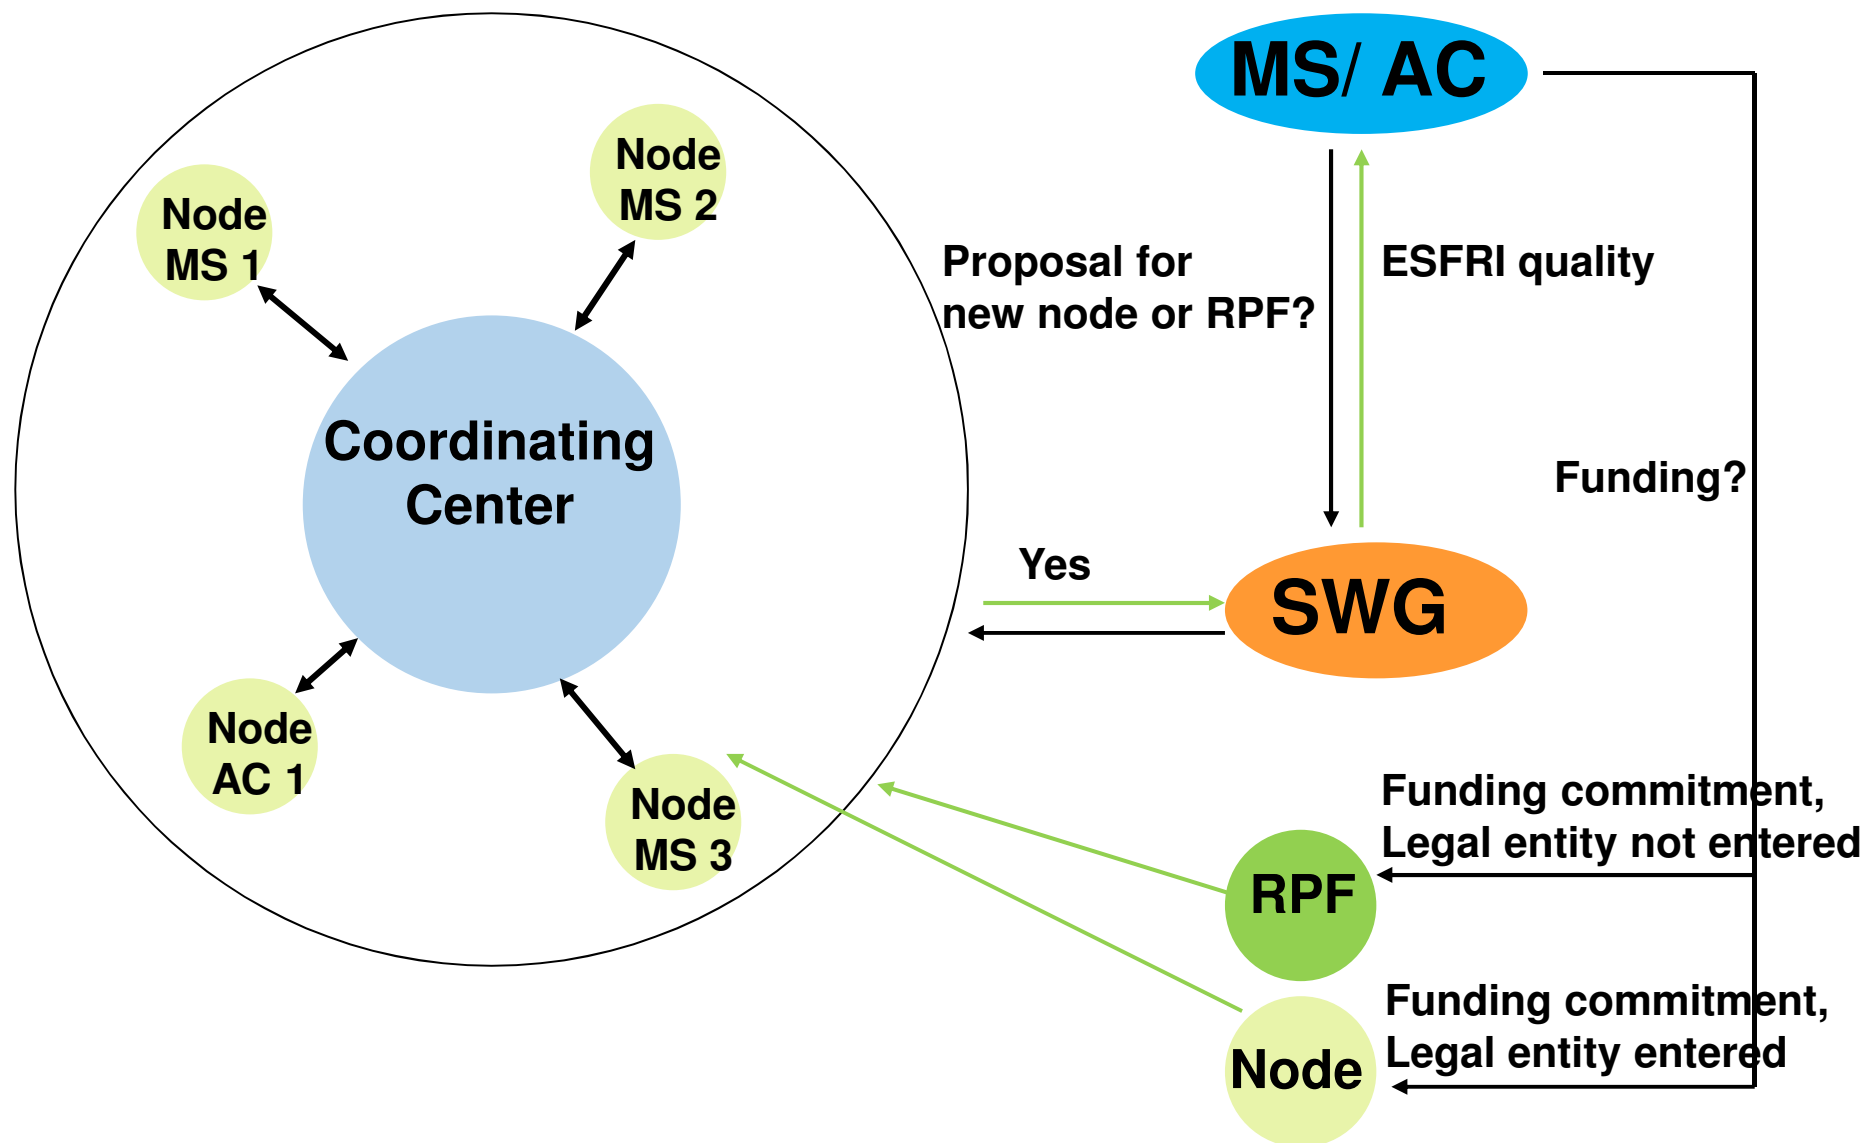 MS/ AC
Node
MS 2
Node
MS 1
Proposal for
new node or RPF?
ESFRI quality
Coordinating
Center
Funding?
Yes
SWG
Node
AC 1
Node
MS 3
Funding commitment,
Legal entity not entered
RPF
Funding commitment,
Legal entity entered
Node